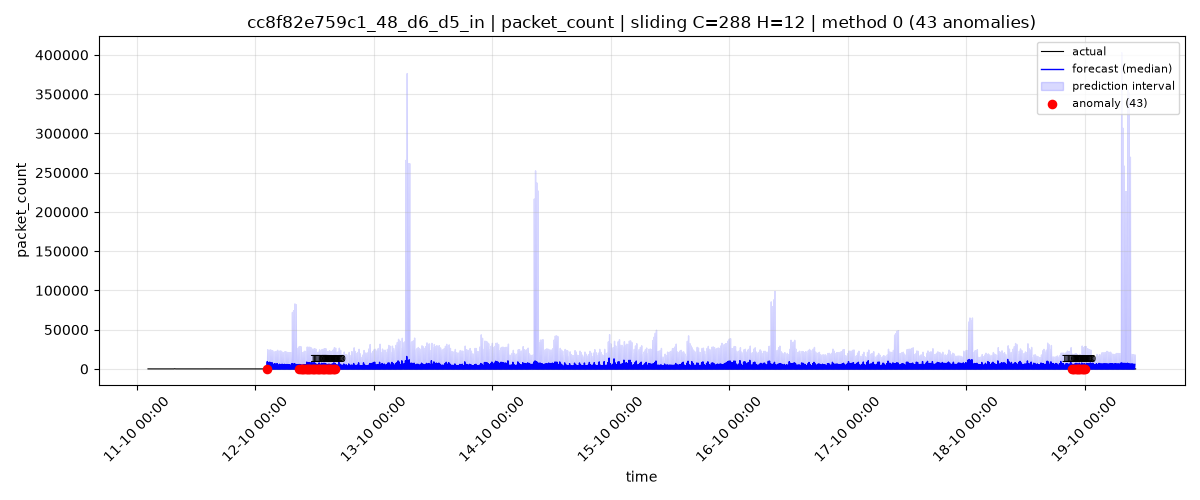 cc8f82e759c1_48_d6_d5_in | packet_count | sliding C=288 H=12 | method 0 (43 anomalies)
packet_count
400000
350000
300000
250000
200000
150000
100000
50000
0
actual
forecast (median)
prediction interval
anomaly (43)
11-10 00:00
12-10 00:00
13-10 00:00
14-10 00:00
15-10 00:00
16-10 00:00
17-10 00:00
18-10 00:00
19-10 00:00
time